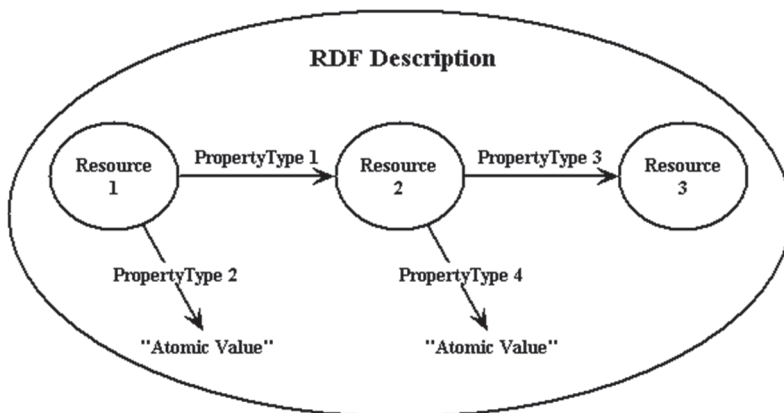 RDF Description
PropertyType 1
PropertyType 3
Resource
1
Resource
2
Resource
3
PropertyType 2
PropertyType 4
"Atomic Value"
"Atomic Value"